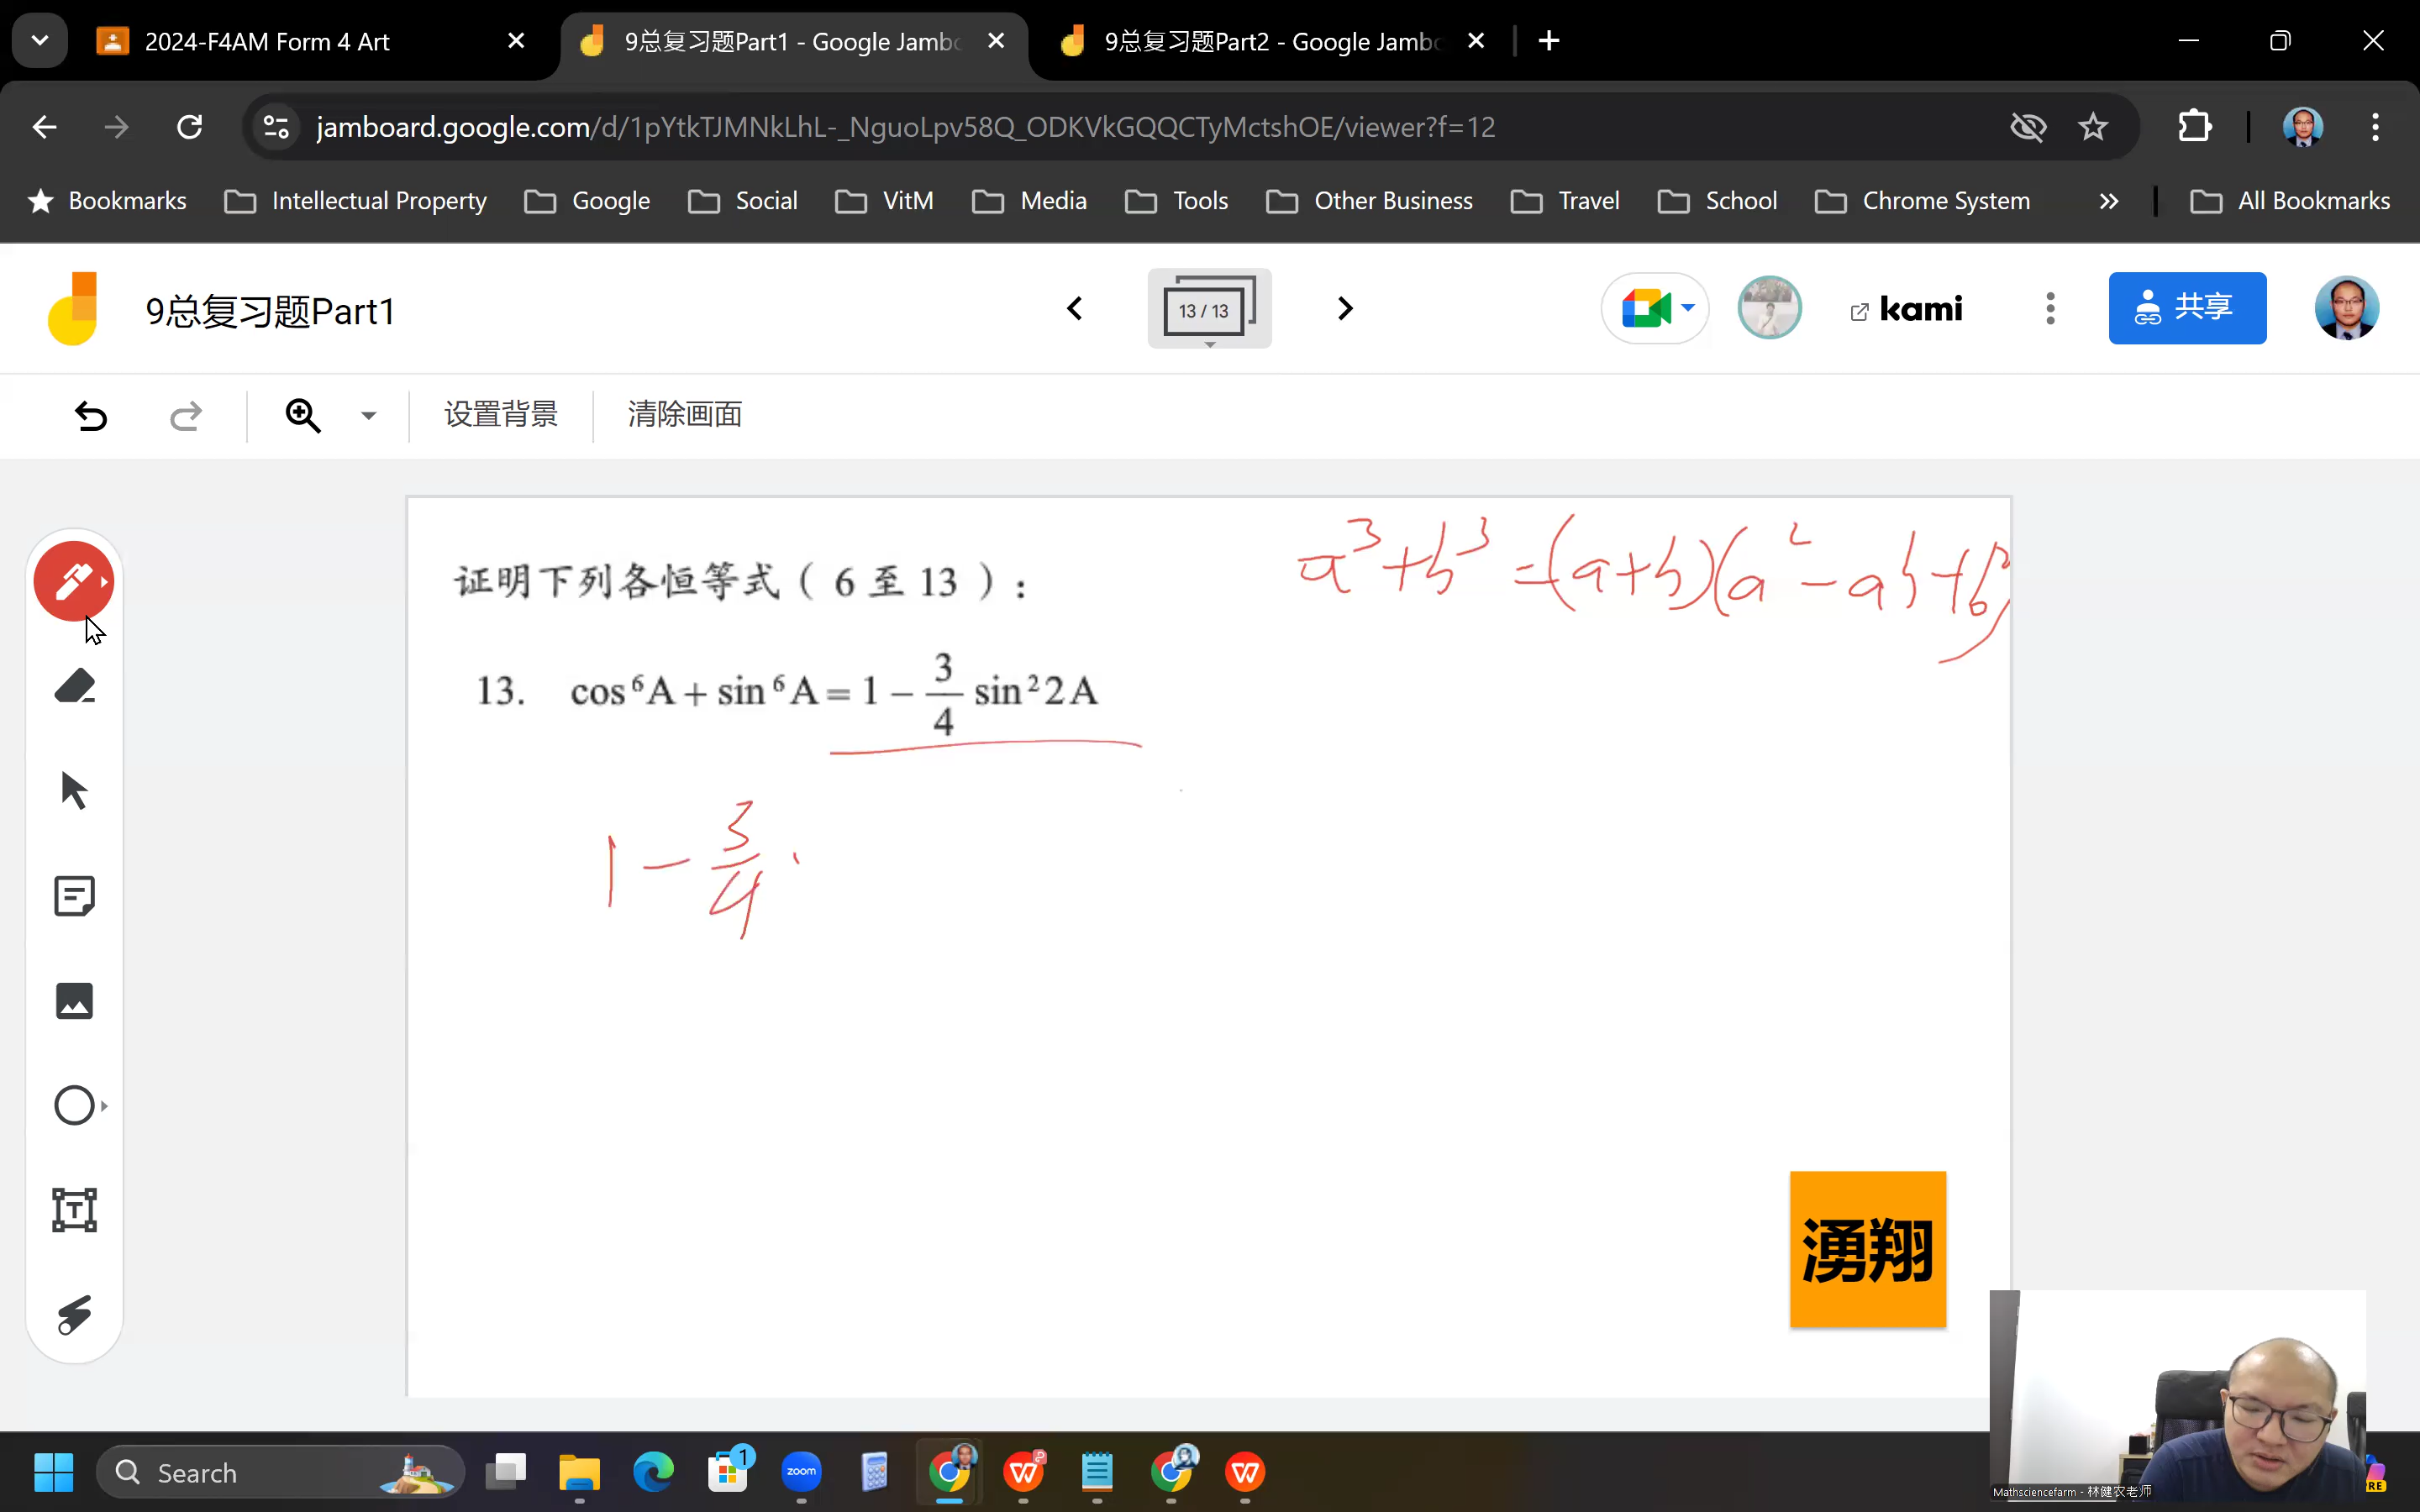 2024-F4AM Form 4 Art
9总复习题Part1 - Google Jambo
9总复习题Part2 - Google Jambo
jamboard.google.com/d/1pYtkTJMNkLhL-_NguoLpv58Q_ODKVkGQQCTyMctshOE/viewer?f=12
Bookmarks Intellectual Property Google Social VitM Media Tools Other Business Travel School Chrome System » All Bookmarks
9总复习题Part1
13 / 13
kami
共享
设置背景 清除画面
a³+b³=(a+b)(a²-ab+b²)
证明下列各恒等式（6至13）：
13. cos⁶A + sin⁶A = 1 − 3/4 sin²2A
1 − 3/4
湧翔
Mathsciencefarm - 林健农老师
Search
1
zoom
RE